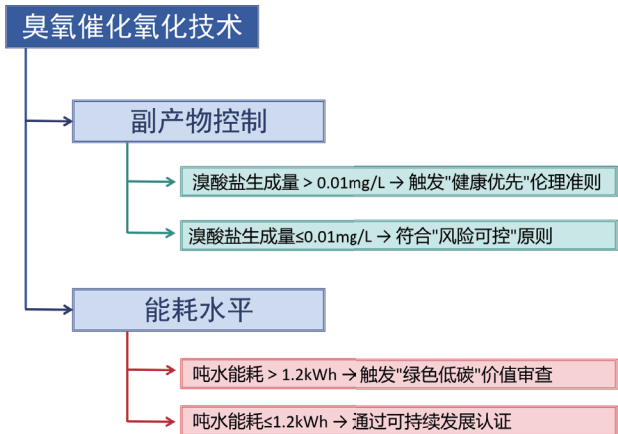 臭氧催化氧化技术
副产物控制
溴酸盐生成量 > 0.01mg/L → 触发"健康优先"伦理准则
溴酸盐生成量≤0.01mg/L → 符合"风险可控"原则
能耗水平
吨水能耗 > 1.2kWh → 触发"绿色低碳"价值审查
吨水能耗≤1.2kWh → 通过可持续发展认证